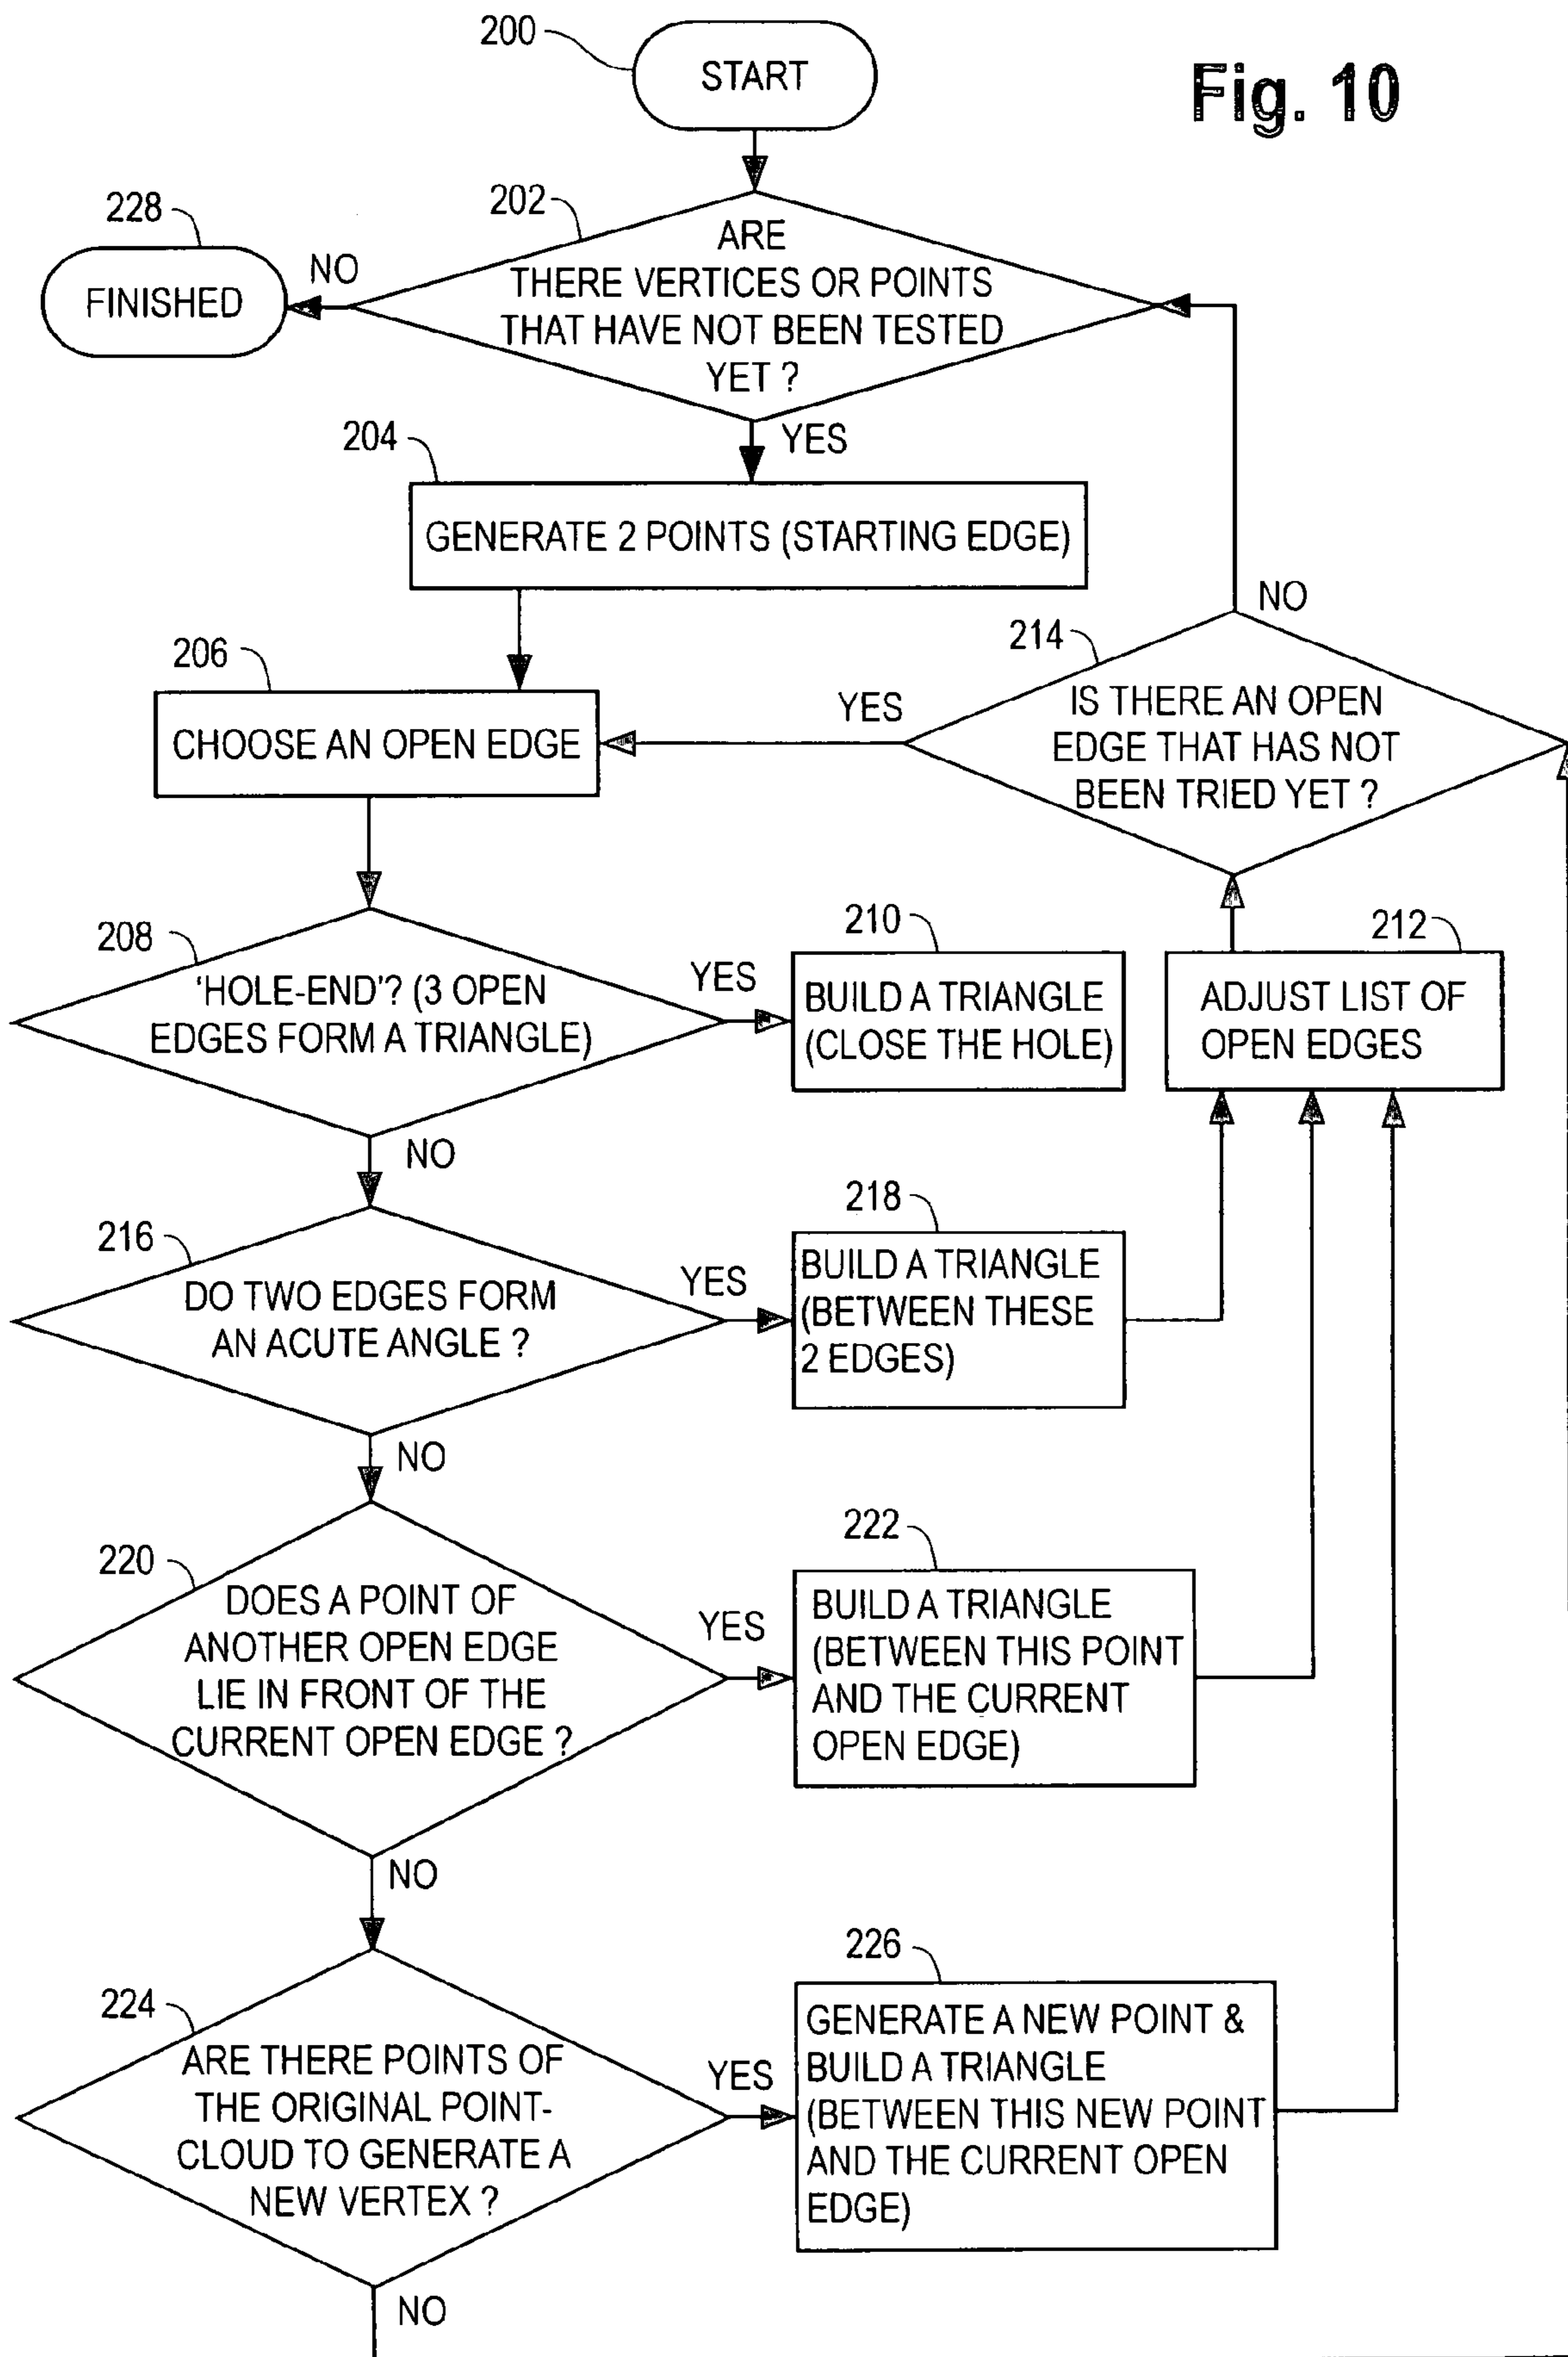 Fig. 10
200
START
202
ARE
THERE VERTICES OR POINTS
THAT HAVE NOT BEEN TESTED
YET ?
NO
228
FINISHED
YES
204
GENERATE 2 POINTS (STARTING EDGE)
206
CHOOSE AN OPEN EDGE
YES
214
NO
IS THERE AN OPEN
EDGE THAT HAS NOT
BEEN TRIED YET ?
208
'HOLE-END'? (3 OPEN
EDGES FORM A TRIANGLE)
YES
210
BUILD A TRIANGLE
(CLOSE THE HOLE)
212
ADJUST LIST OF
OPEN EDGES
NO
216
DO TWO EDGES FORM
AN ACUTE ANGLE ?
YES
218
BUILD A TRIANGLE
(BETWEEN THESE
2 EDGES)
NO
220
DOES A POINT OF
ANOTHER OPEN EDGE
LIE IN FRONT OF THE
CURRENT OPEN EDGE ?
YES
222
BUILD A TRIANGLE
(BETWEEN THIS POINT
AND THE CURRENT
OPEN EDGE)
NO
224
ARE THERE POINTS OF
THE ORIGINAL POINT-
CLOUD TO GENERATE A
NEW VERTEX ?
YES
226
GENERATE A NEW POINT &
BUILD A TRIANGLE
(BETWEEN THIS NEW POINT
AND THE CURRENT OPEN
EDGE)
NO